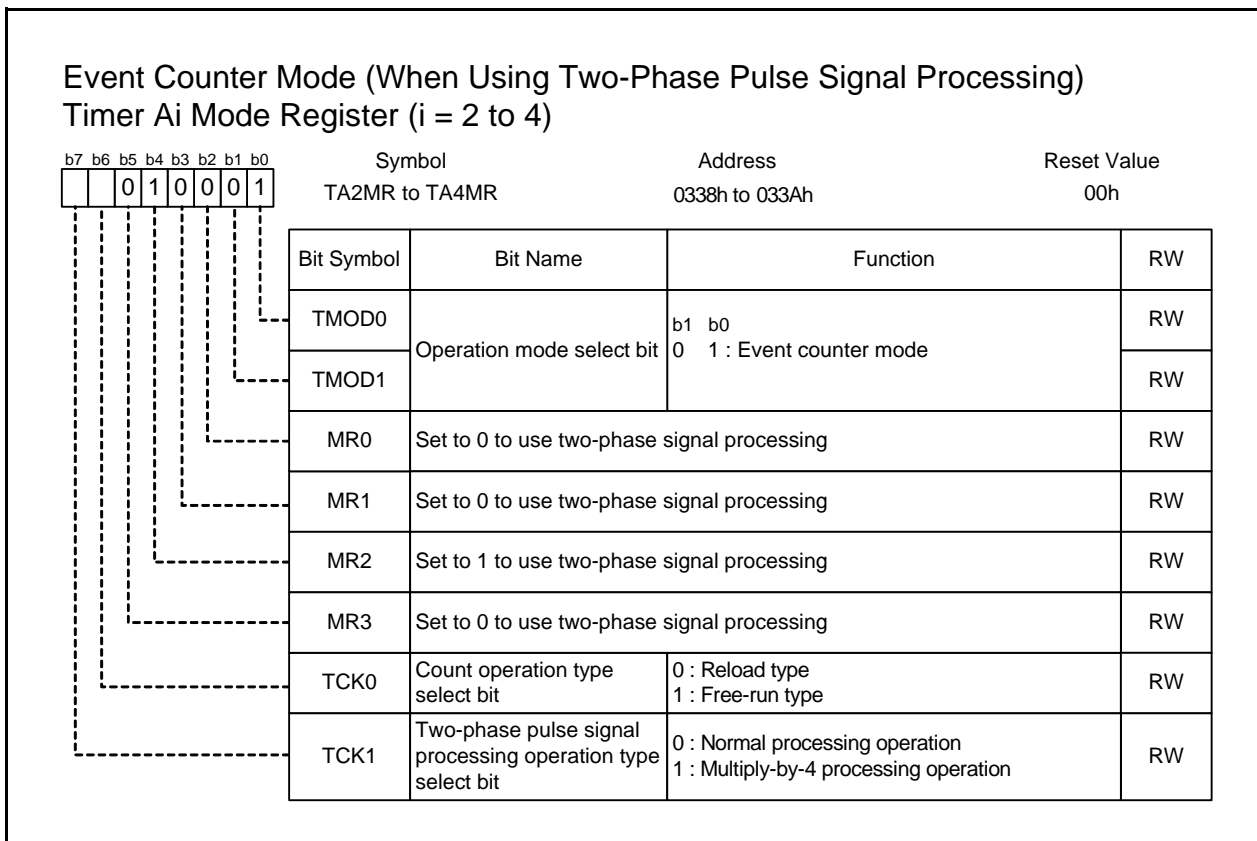 Event Counter Mode (When Using Two-Phase Pulse Signal Processing)
Timer Ai Mode Register (i = 2 to 4)
b7 b6 b5 b4 b3 b2 b1 b0
0 1 0 0 0 1
Symbol Address Reset Value
TA2MR to TA4MR 0338h to 033Ah 00h
Bit Symbol Bit Name Function RW
TMOD0 RW
Operation mode select bit
b1 b0
0 1 : Event counter mode
TMOD1 RW
MR0 Set to 0 to use two-phase signal processing RW
MR1 Set to 0 to use two-phase signal processing RW
MR2 Set to 1 to use two-phase signal processing RW
MR3 Set to 0 to use two-phase signal processing RW
TCK0
Count operation type
select bit
0 : Reload type
1 : Free-run type
RW
TCK1
Two-phase pulse signal
processing operation type
select bit
0 : Normal processing operation
1 : Multiply-by-4 processing operation
RW